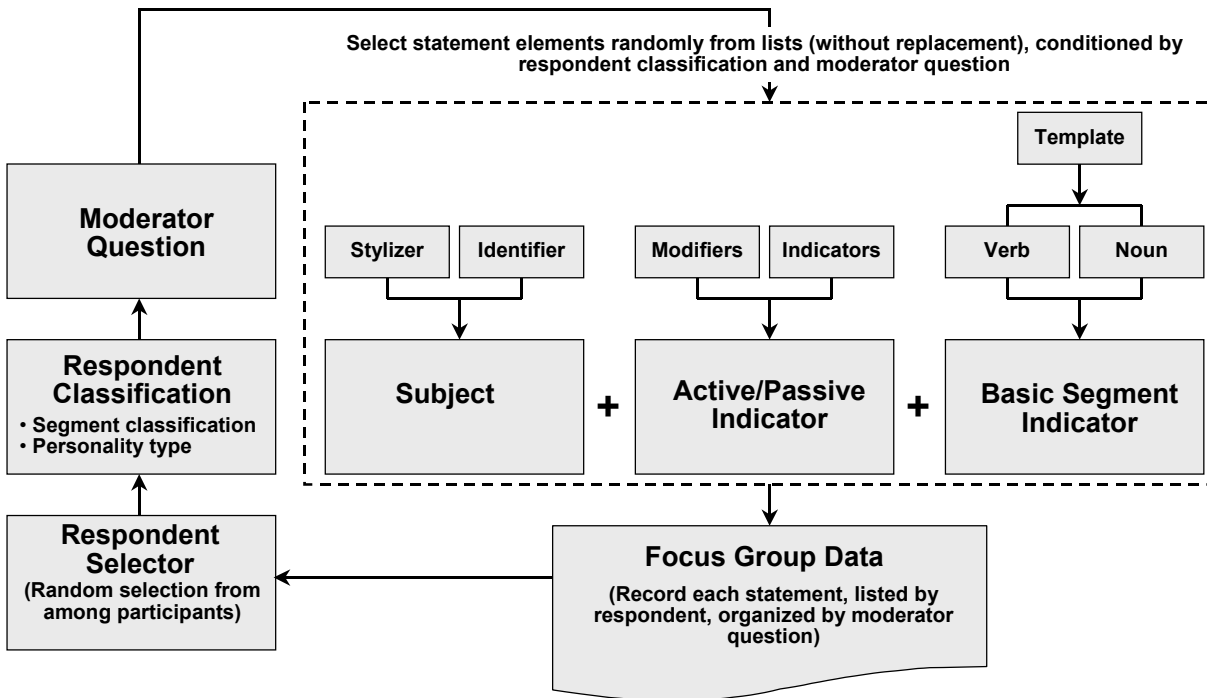 Select statement elements randomly from lists (without replacement), conditioned by
respondent classification and moderator question
Template
Moderator
Question
Stylizer
Identifier
Modifiers
Indicators
Verb
Noun
Respondent
Classification
• Segment classification
• Personality type
Subject
+
Active/Passive
Indicator
+
Basic Segment
Indicator
Respondent
Selector
(Random selection from
among participants)
Focus Group Data
(Record each statement, listed by
respondent, organized by moderator
question)